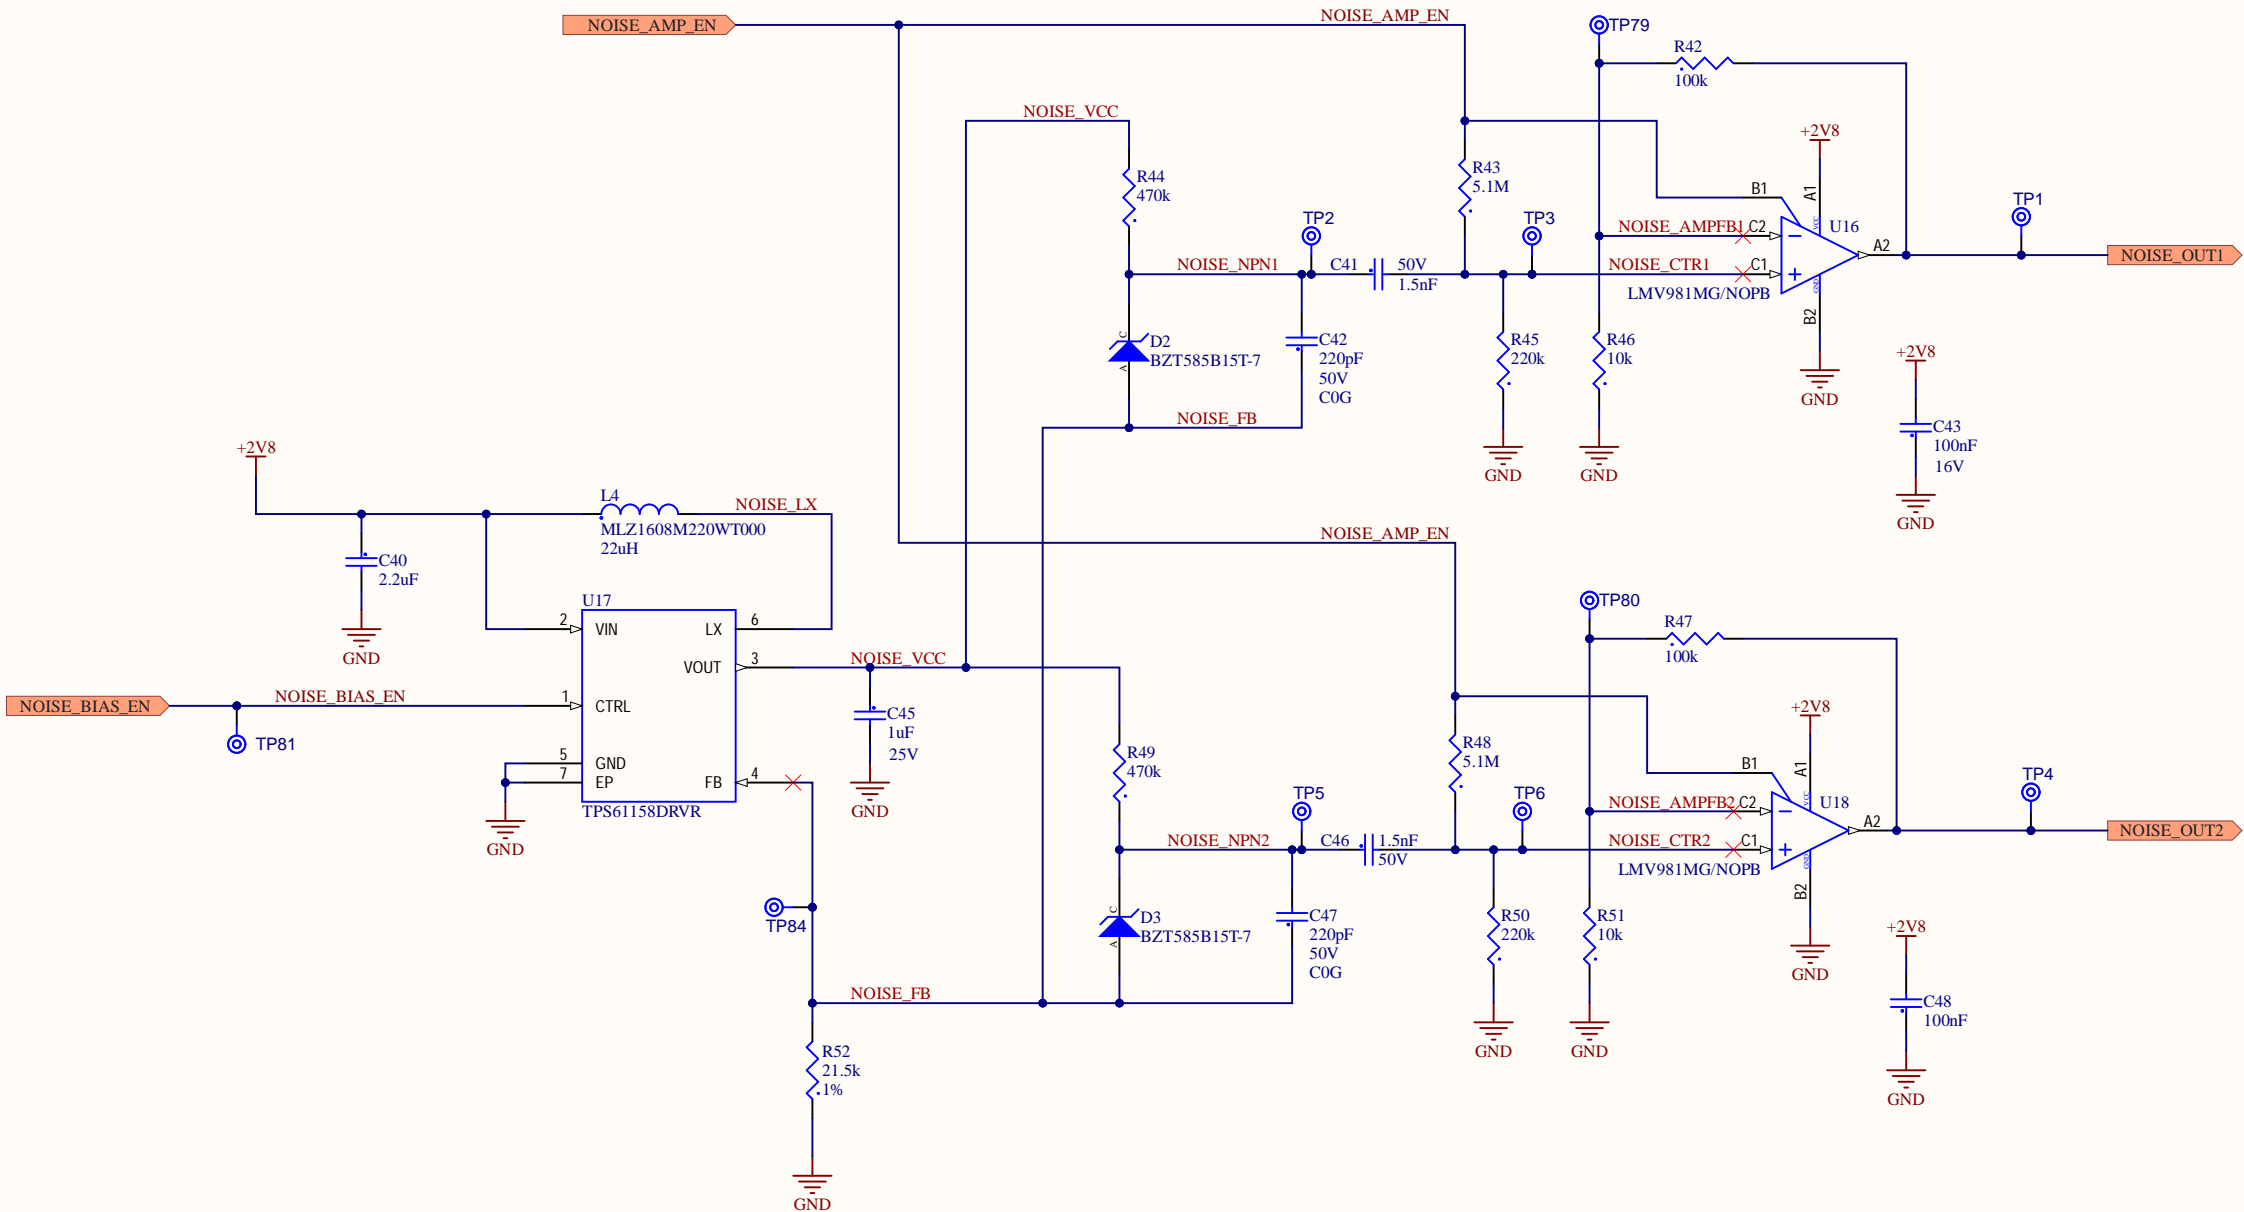 NOISE_AMP_EN
NOISE_AMP_EN
TP79
R42
100k
NOISE_VCC
+2V8
R44
470k
R43
5.1M
B1
A1
VCC
TP2
TP3
TP1
NOISE_AMPFB1
C2
U16
A2
NOISE_OUT1
NOISE_NPN1
C41
50V
1.5nF
NOISE_CTR1
C1
GND
LMV981MG/NOPB
B2
C
D2
BZT585B15T-7
A
C42
220pF
50V
C0G
R45
220k
R46
10k
GND
+2V8
C43
100nF
16V
GND
NOISE_FB
GND
GND
+2V8
L4
NOISE_LX
MLZ1608M220WT000
22uH
C40
2.2uF
GND
NOISE_AMP_EN
U17
2
VIN
LX
6
VOUT
3
NOISE_VCC
NOISE_BIAS_EN
NOISE_BIAS_EN
1
CTRL
TP81
5
GND
7
EP
FB
4
TPS61158DRVR
GND
C45
1uF
25V
GND
TP80
R47
100k
+2V8
R49
470k
R48
5.1M
B1
A1
VCC
TP5
TP6
TP4
NOISE_AMPFB2
C2
U18
A2
NOISE_OUT2
NOISE_NPN2
C46
1.5nF
50V
NOISE_CTR2
C1
GND
LMV981MG/NOPB
B2
TP84
C
D3
BZT585B15T-7
A
C47
220pF
50V
C0G
R50
220k
R51
10k
GND
+2V8
C48
100nF
GND
NOISE_FB
GND
GND
R52
21.5k
1%
GND